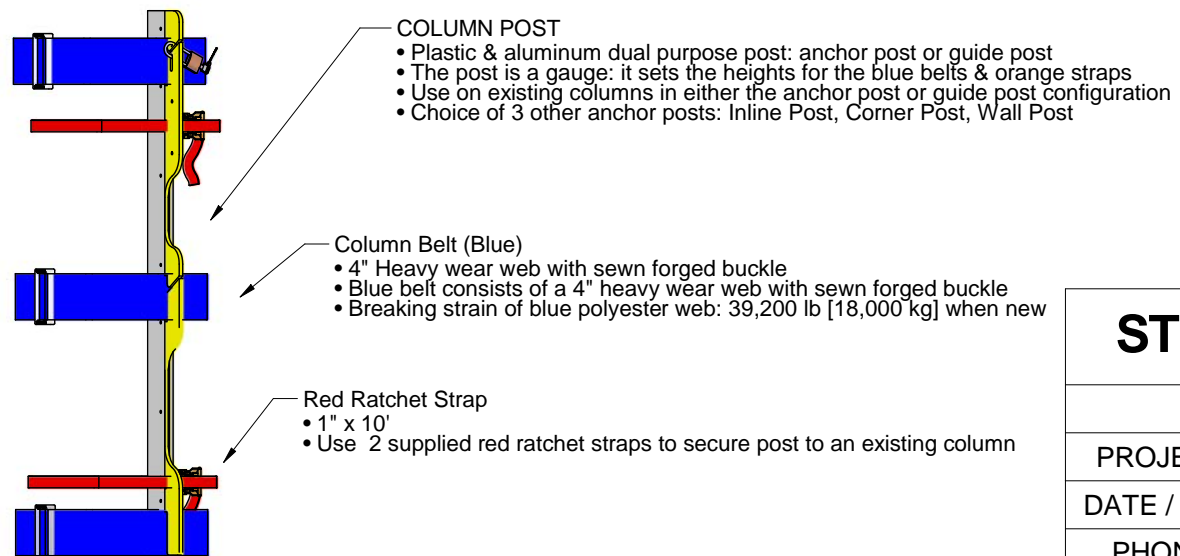 COLUMN POST
• Plastic & aluminum dual purpose post: anchor post or guide post
• The post is a gauge: it sets the heights for the blue belts & orange straps
• Use on existing columns in either the anchor post or guide post configuration
• Choice of 3 other anchor posts: Inline Post, Corner Post, Wall Post
Column Belt (Blue)
• 4" Heavy wear web with sewn forged buckle
• Blue belt consists of a 4" heavy wear web with sewn forged buckle
• Breaking strain of blue polyester web: 39,200 lb [18,000 kg] when new
Red Ratchet Strap
• 1" x 10'
• Use 2 supplied red ratchet straps to secure post to an existing column
ST
PROJE
DATE /
PHON